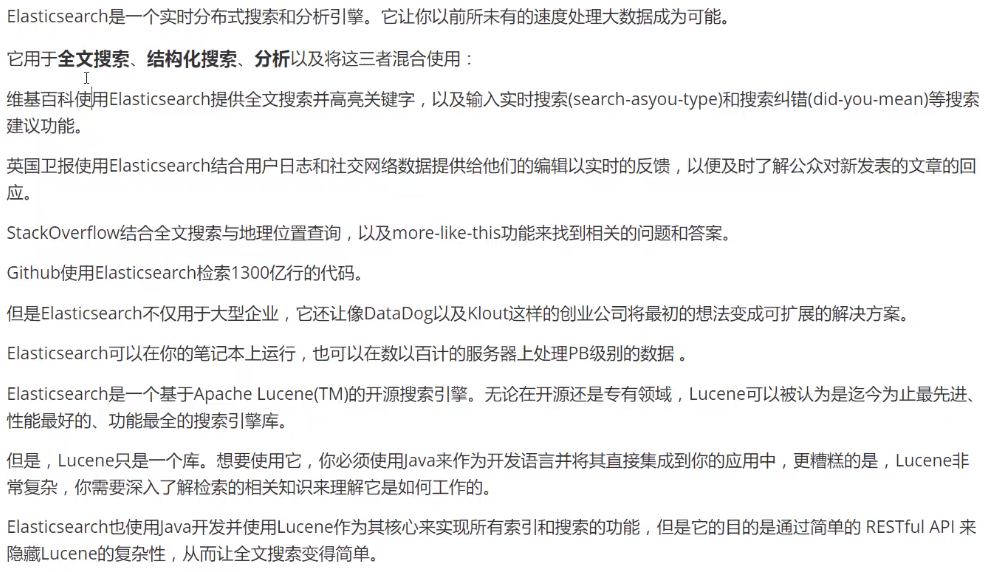 Elasticsearch是一个实时分布式搜索和分析引擎。它让你以前所未有的速度处理大数据成为可能。
它用于全文搜索、结构化搜索、分析以及将这三者混合使用：
维基百科使用Elasticsearch提供全文搜索并高亮关键字，以及输入实时搜索(search-asyou-type)和搜索纠错(did-you-mean)等搜索
建议功能。
英国卫报使用Elasticsearch结合用户日志和社交网络数据提供给他们的编辑以实时的反馈，以便及时了解公众对新发表的文章的回
应。
StackOverflow结合全文搜索与地理位置查询，以及more-like-this功能来找到相关的问题和答案。
Github使用Elasticsearch检索1300亿行的代码。
但是Elasticsearch不仅用于大型企业，它还让像DataDog以及Klout这样的创业公司将最初的想法变成可扩展的解决方案。
Elasticsearch可以在你的笔记本上运行，也可以在数以百计的服务器上处理PB级别的数据 。
Elasticsearch是一个基于Apache Lucene(TM)的开源搜索引擎。无论在开源还是专有领域，Lucene可以被认为是迄今为止最先进、
性能最好的、功能最全的搜索引擎库。
但是，Lucene只是一个库。想要使用它，你必须使用Java来作为开发语言并将其直接集成到你的应用中，更糟糕的是，Lucene非
常复杂，你需要深入了解检索的相关知识来理解它是如何工作的。
Elasticsearch也使用Java开发并使用Lucene作为其核心来实现所有索引和搜索的功能，但是它的目的是通过简单的 RESTful API 来
隐藏Lucene的复杂性，从而让全文搜索变得简单。